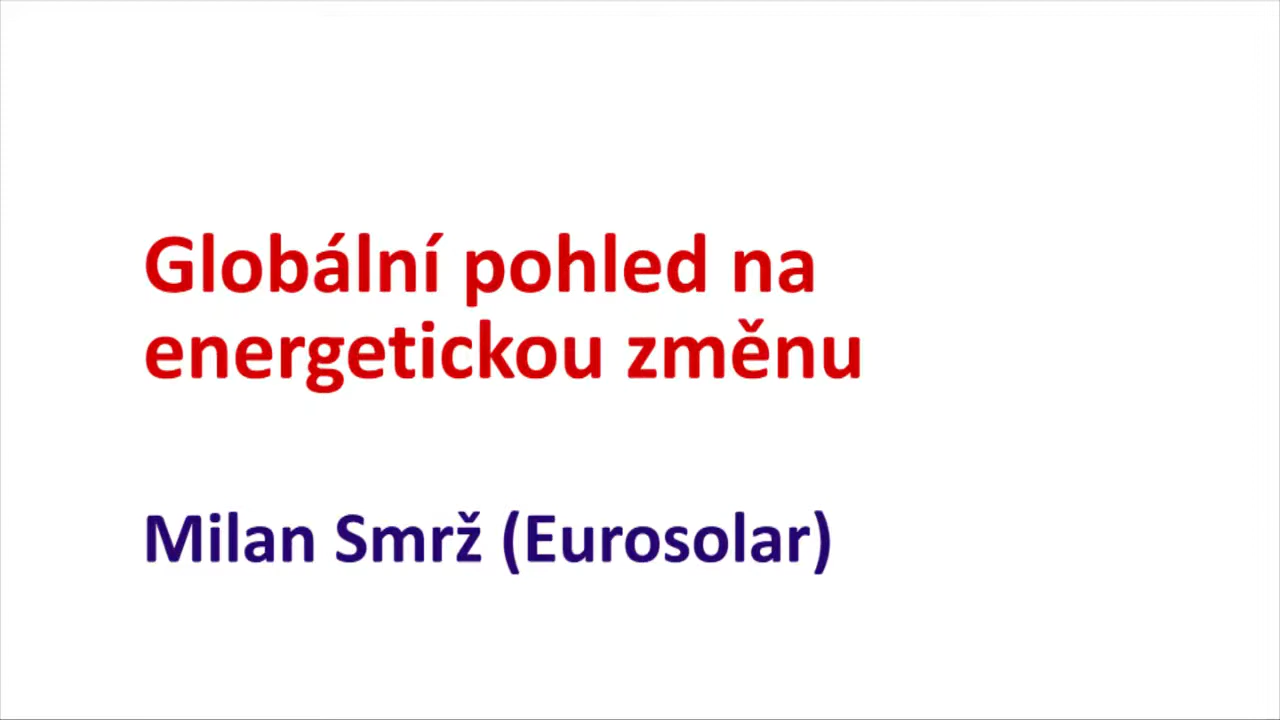 Globální pohled na
energetickou změnu
Milan Smrž (Eurosolar)